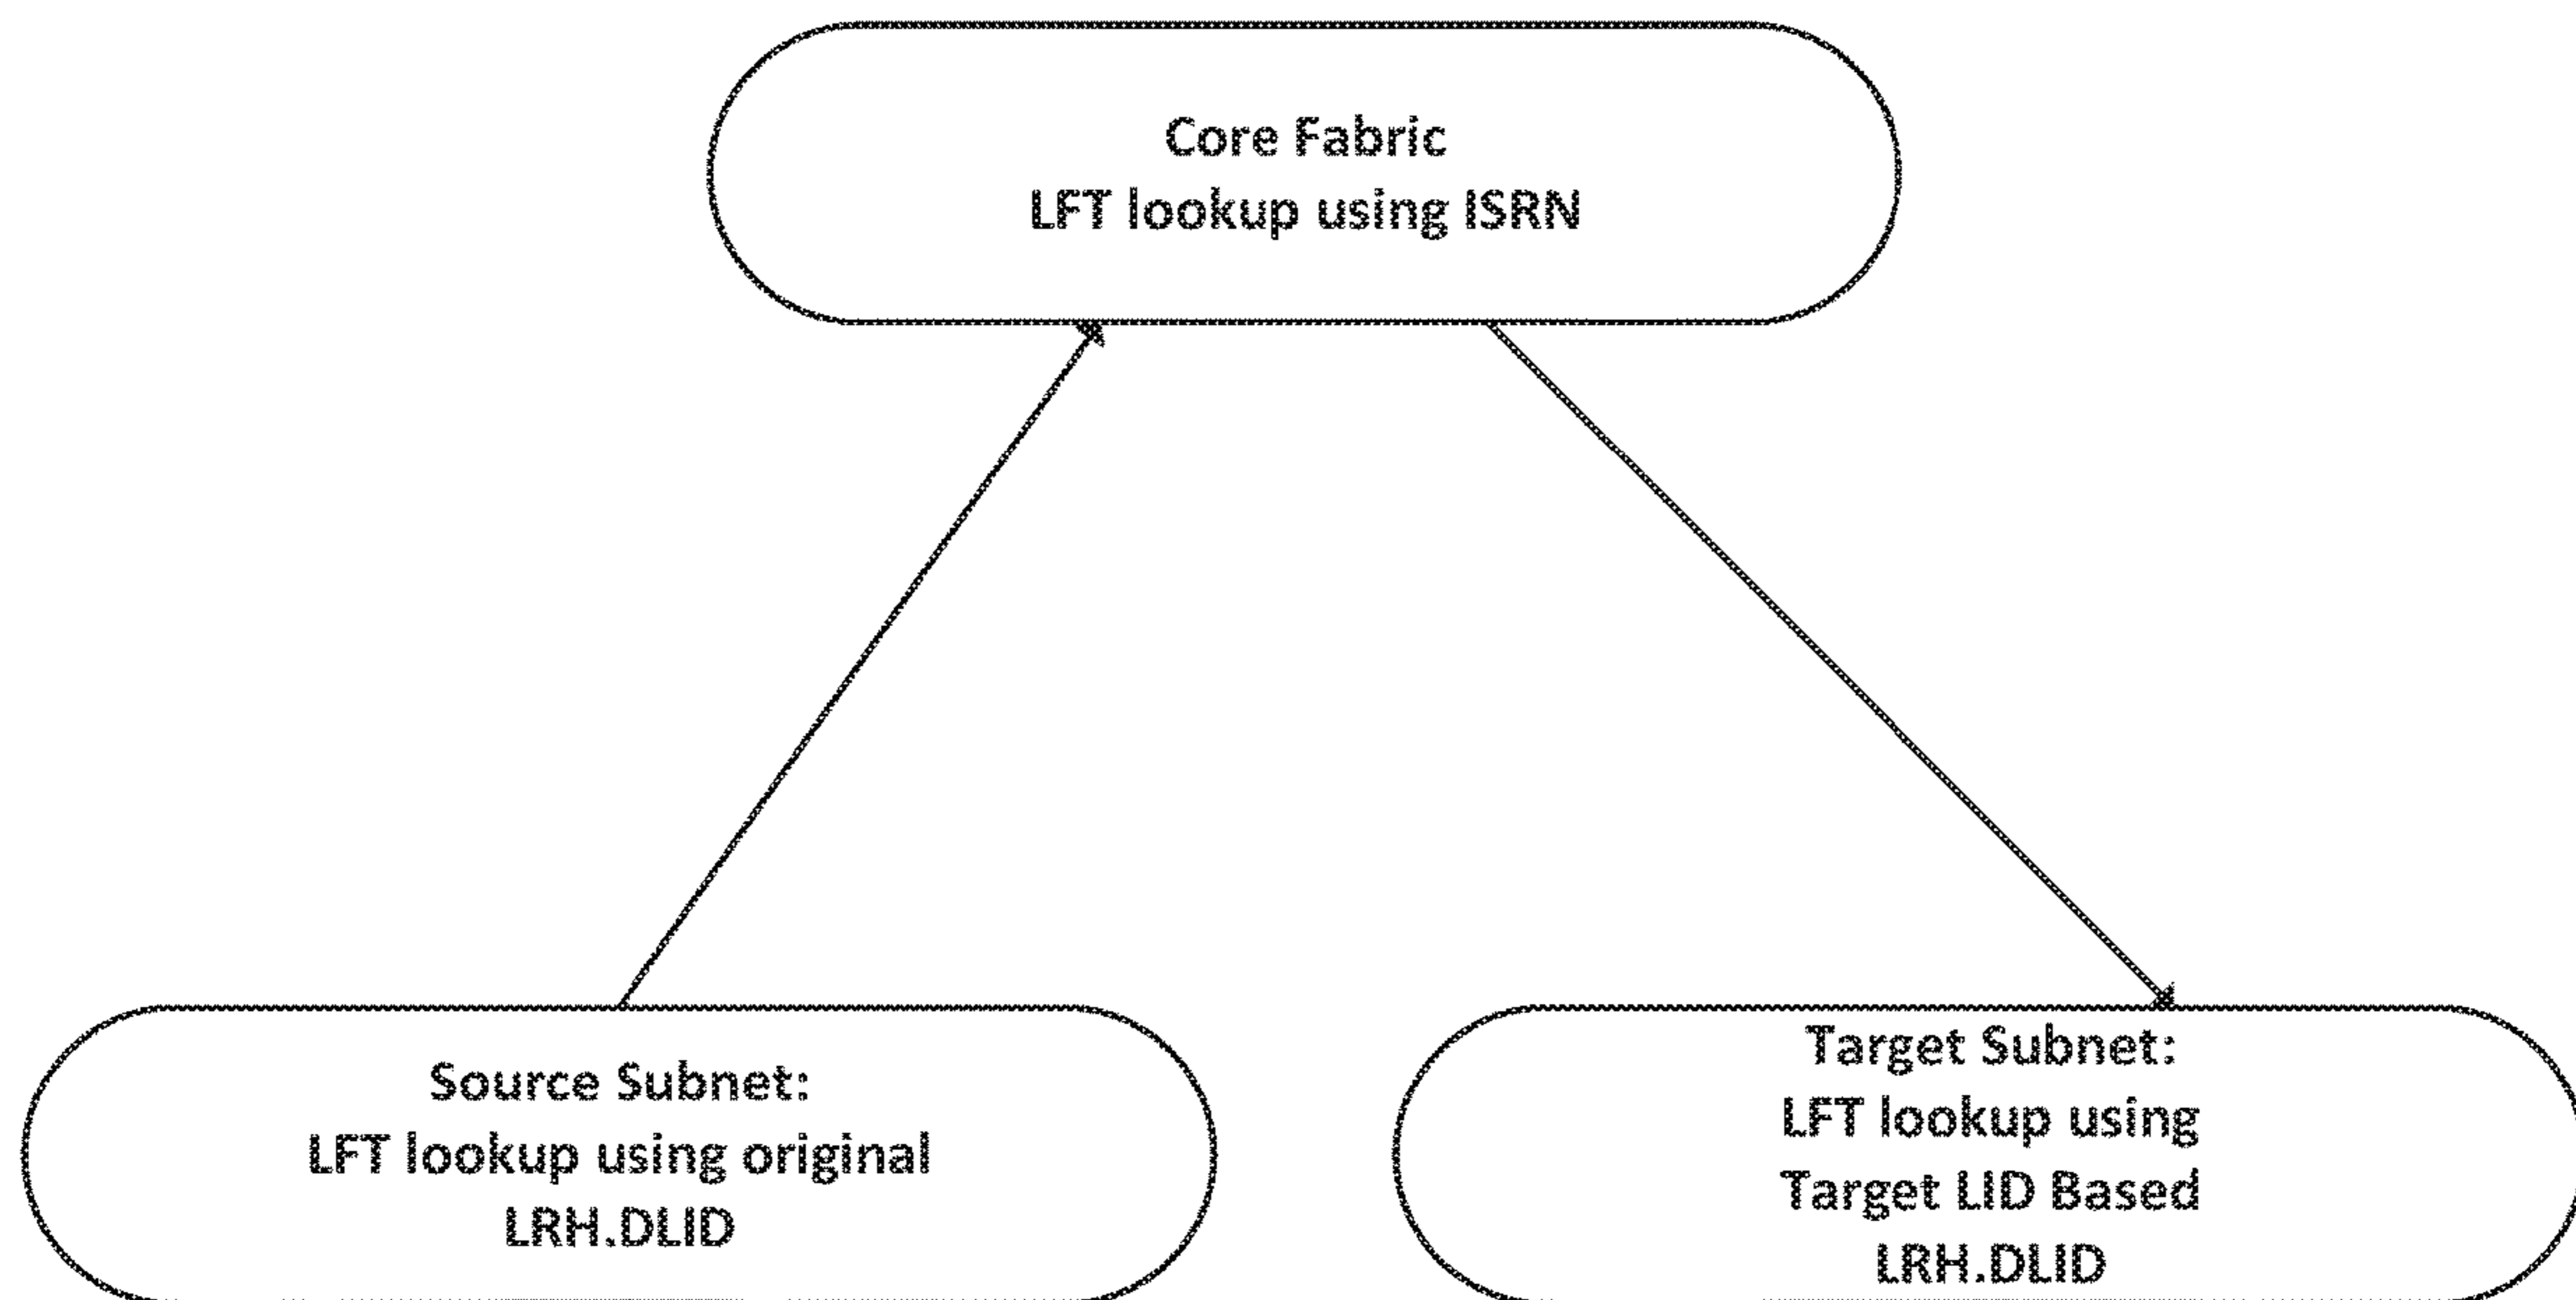 Core Fabric
LFT lookup using ISRN
Source Subnet:
LFT lookup using original
LRH.DLID
Target Subnet:
LFT lookup using
Target LID Based
LRH.DLID